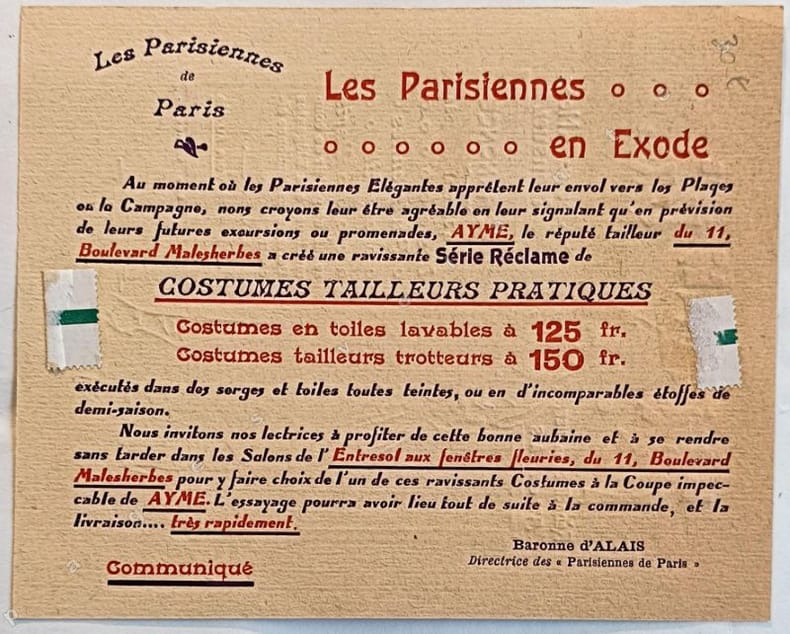 Les Parisiennes
de
Paris
30 €
Les Parisiennes o o o
o o o o o o en Exode
Au moment où les Parisiennes Elégantes apprêtent leur envol vers les Plages
ou la Campagne, nous croyons leur être agréable en leur signalant qu'en prévision
de leurs futures excursions ou promenades, AYME, le réputé tailleur du 11,
Boulevard Malesherbes a créé une ravissante Série Réclame de
COSTUMES TAILLEURS PRATIQUES
Costumes en toiles lavables à 125 fr.
Costumes tailleurs trotteurs à 150 fr.
exécutés dans des serges et toiles toutes teintes, ou en d'incomparables étoffes de
demi-saison.
Nous invitons nos lectrices à profiter de cette bonne aubaine et à se rendre
sans tarder dans les Salons de l'Entresol aux fenêtres fleuries, du 11, Boulevard
Malesherbes pour y faire choix de l'un de ces ravissants Costumes à la Coupe impec-
cable de AYME. L'essayage pourra avoir lieu tout de suite à la commande, et la
livraison.... très rapidement.
Baronne d'ALAIS
Directrice des « Parisiennes de Paris »
Communiqué